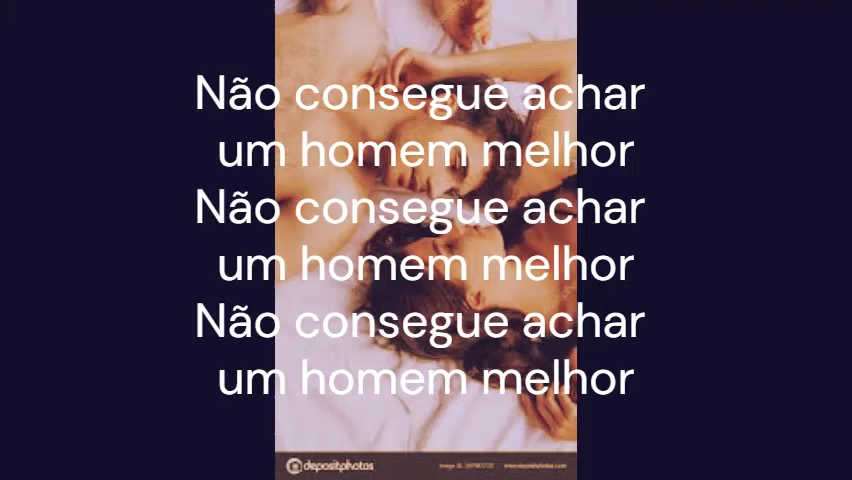 Não consegue achar
um homem melhor
Não consegue achar
um homem melhor
Não consegue achar
um homem melhor
depositphotos